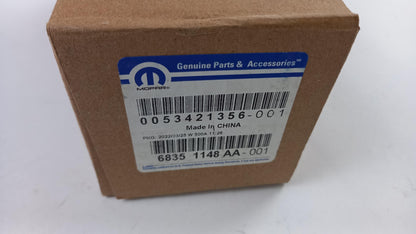 Genuine Parts & Accessories
MOPAR
0053421356-001
Made In CHINA
6835 1148 AA-001